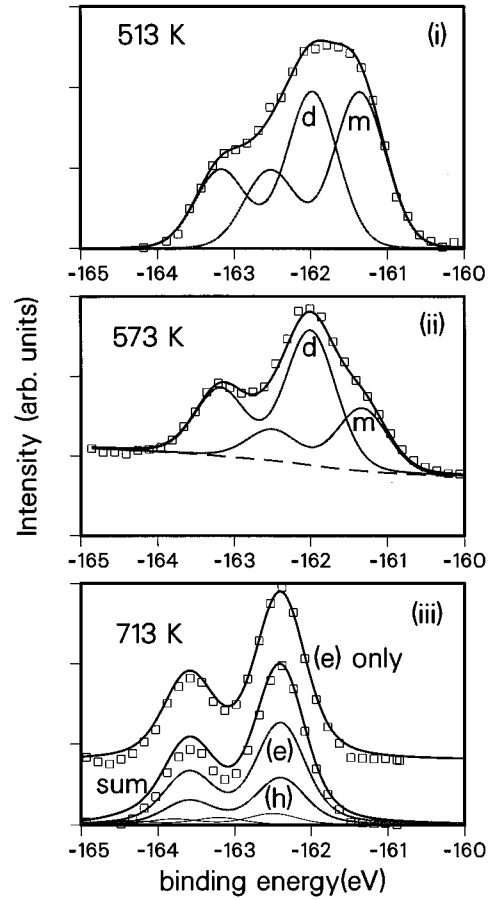 513 K
(i)
d
m
-165 -164 -163 -162 -161 -160
573 K
(ii)
d
m
-165 -164 -163 -162 -161 -160
713 K
(iii)
(e) only
sum
(e)
(h)
-165 -164 -163 -162 -161 -160
binding energy(eV)
Intensity (arb. units)